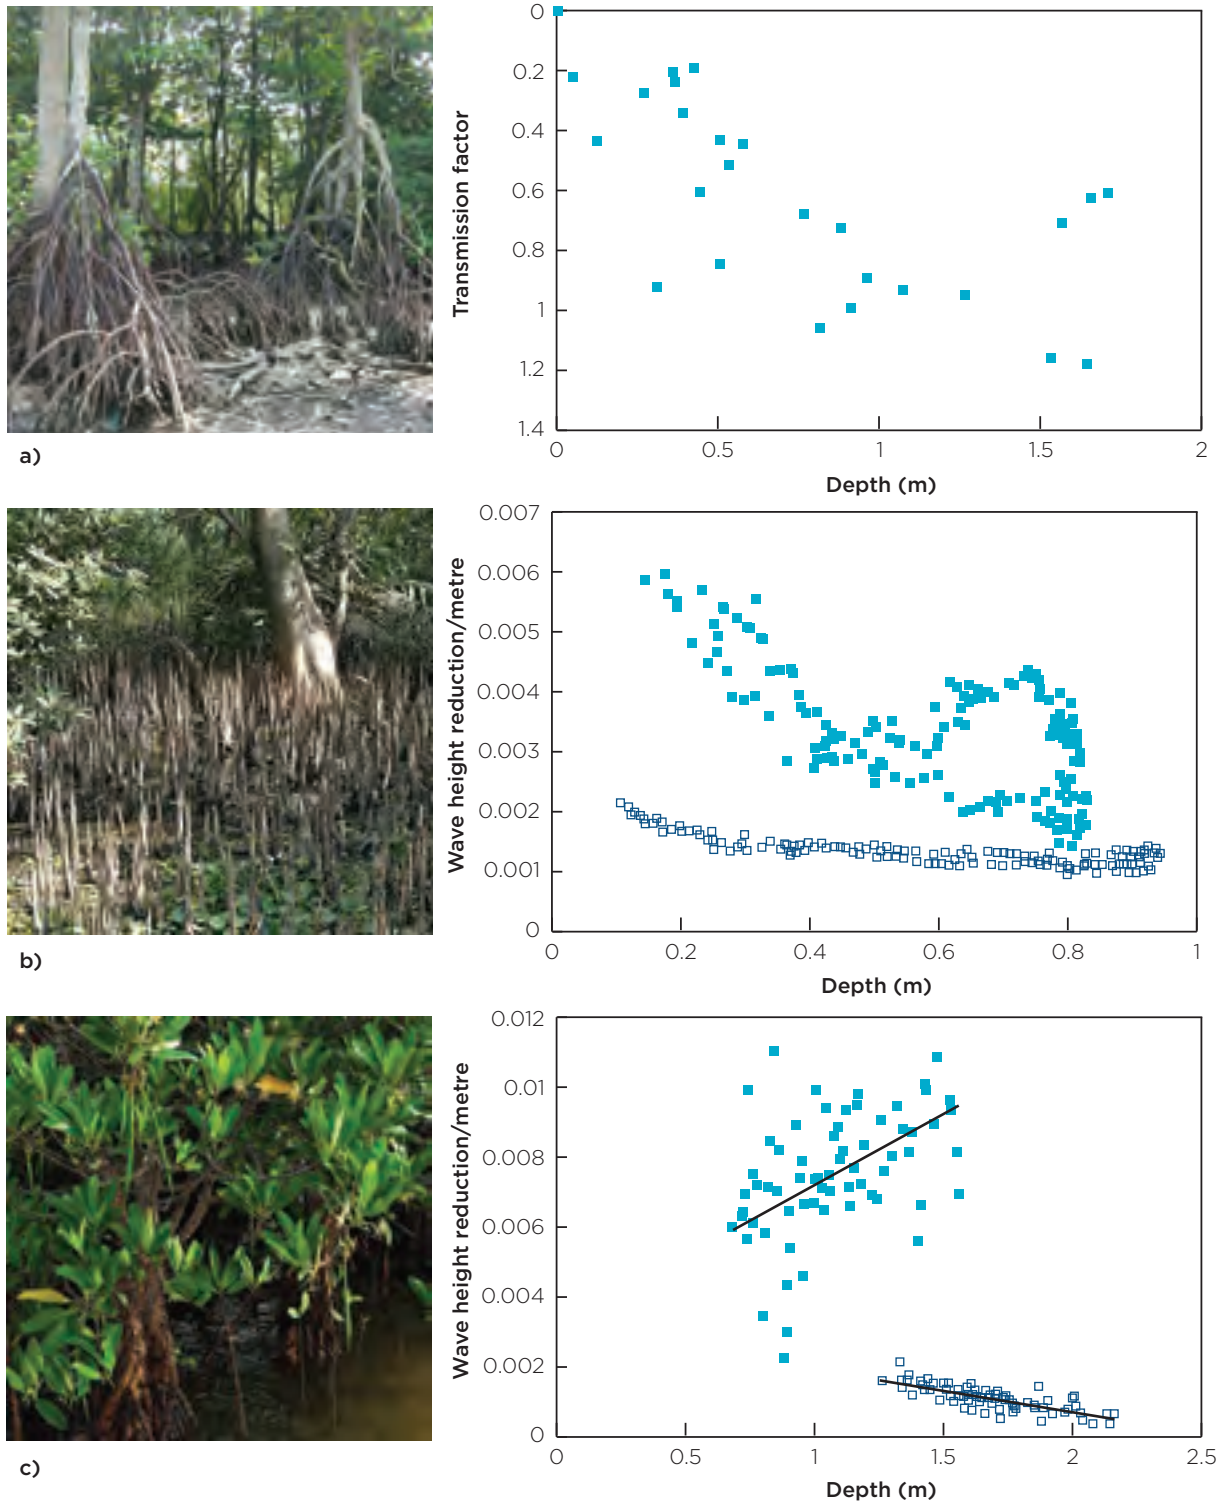 0
0.2
0.4
0.6
0.8
1
1.2
1.4
Transmission factor
0 0.5 1 1.5 2
Depth (m)
a)
0.007
0.006
0.005
0.004
0.003
0.002
0.001
0
Wave height reduction/metre
0 0.2 0.4 0.6 0.8 1
Depth (m)
b)
0.012
0.01
0.008
0.006
0.004
0.002
0
Wave height reduction/metre
0 0.5 1 1.5 2 2.5
Depth (m)
c)